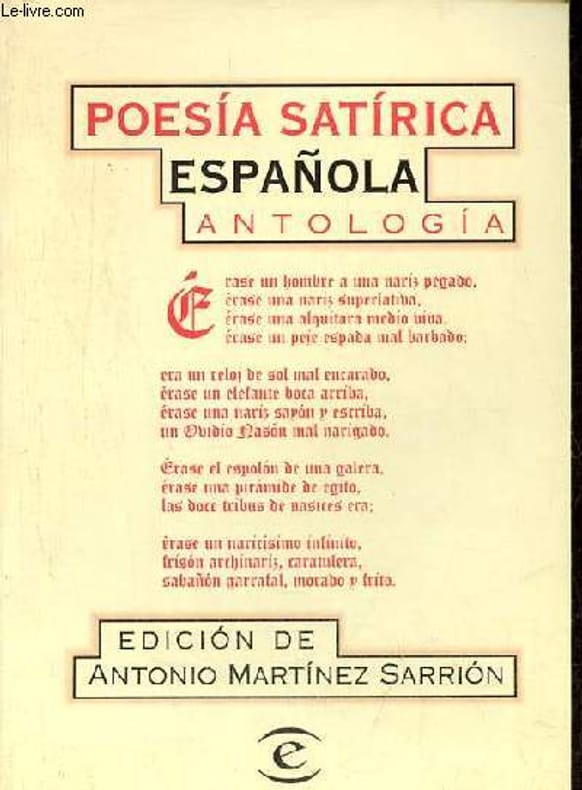 Le-livre.com
POESÍA SATÍRICA
ESPAÑOLA
ANTOLOGÍA
Érase un hombre a una nariz pegado,
érase una nariz superlativa,
érase una alquitara medio viva,
érase un peje espada mal barbado;
era un reloj de sol mal encarado,
érase un elefante boca arriba,
érase una nariz sayón y escriba,
un Ovidio Nasón mal narigado.
Érase el espolón de una galera,
érase una pirámide de egito,
las doce tribus de narices era;
érase un naricísimo infinito,
frisón archinariz, caratulera,
sabañón garrafal, morado y frito.
EDICIÓN DE
ANTONIO MARTÍNEZ SARRIÓN
e